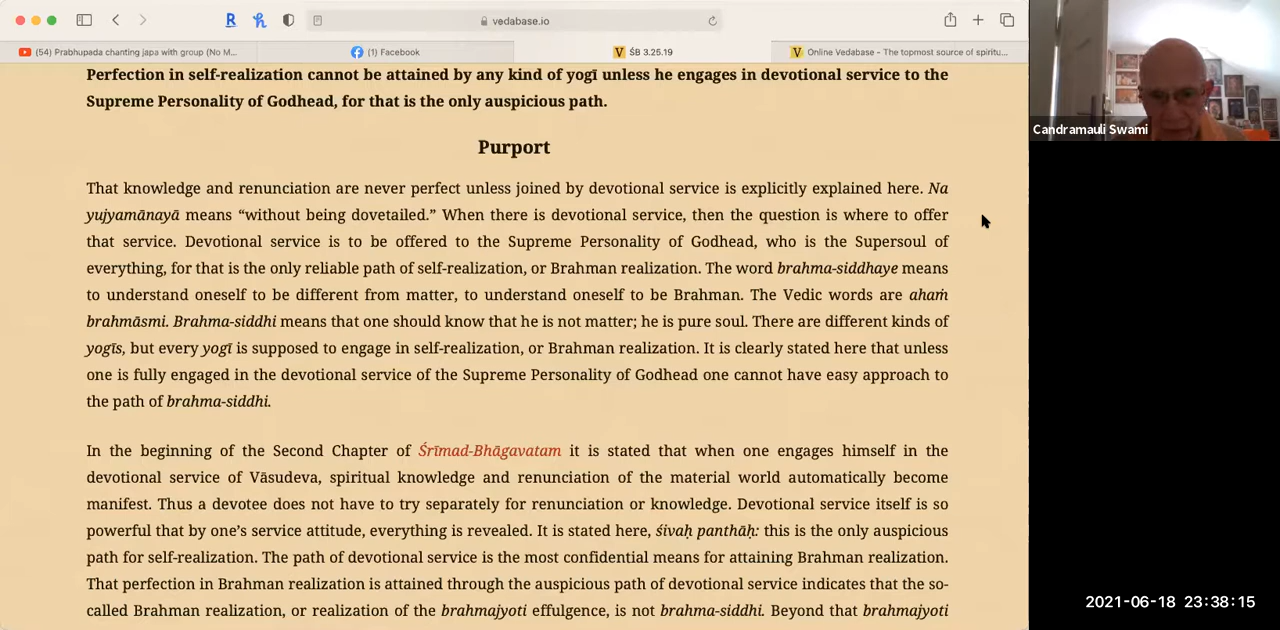 vedabase.io
(54) Prabhupada chanting japa with group (No M...
(1) Facebook
ŚB 3.25.19
Online Vedabase - The topmost source of spiritu...
Perfection in self-realization cannot be attained by any kind of yogī unless he engages in devotional service to the
Supreme Personality of Godhead, for that is the only auspicious path.
Purport
That knowledge and renunciation are never perfect unless joined by devotional service is explicitly explained here. Na
yujyamānayā means “without being dovetailed.” When there is devotional service, then the question is where to offer
that service. Devotional service is to be offered to the Supreme Personality of Godhead, who is the Supersoul of
everything, for that is the only reliable path of self-realization, or Brahman realization. The word brahma-siddhaye means
to understand oneself to be different from matter, to understand oneself to be Brahman. The Vedic words are ahaṁ
brahmāsmi. Brahma-siddhi means that one should know that he is not matter; he is pure soul. There are different kinds of
yogīs, but every yogī is supposed to engage in self-realization, or Brahman realization. It is clearly stated here that unless
one is fully engaged in the devotional service of the Supreme Personality of Godhead one cannot have easy approach to
the path of brahma-siddhi.
In the beginning of the Second Chapter of Śrīmad-Bhāgavatam it is stated that when one engages himself in the
devotional service of Vāsudeva, spiritual knowledge and renunciation of the material world automatically become
manifest. Thus a devotee does not have to try separately for renunciation or knowledge. Devotional service itself is so
powerful that by one’s service attitude, everything is revealed. It is stated here, śivaḥ panthāḥ: this is the only auspicious
path for self-realization. The path of devotional service is the most confidential means for attaining Brahman realization.
That perfection in Brahman realization is attained through the auspicious path of devotional service indicates that the so-
called Brahman realization, or realization of the brahmajyoti effulgence, is not brahma-siddhi. Beyond that brahmajyoti
Candramauli Swami
2021-06-18 23:38:15